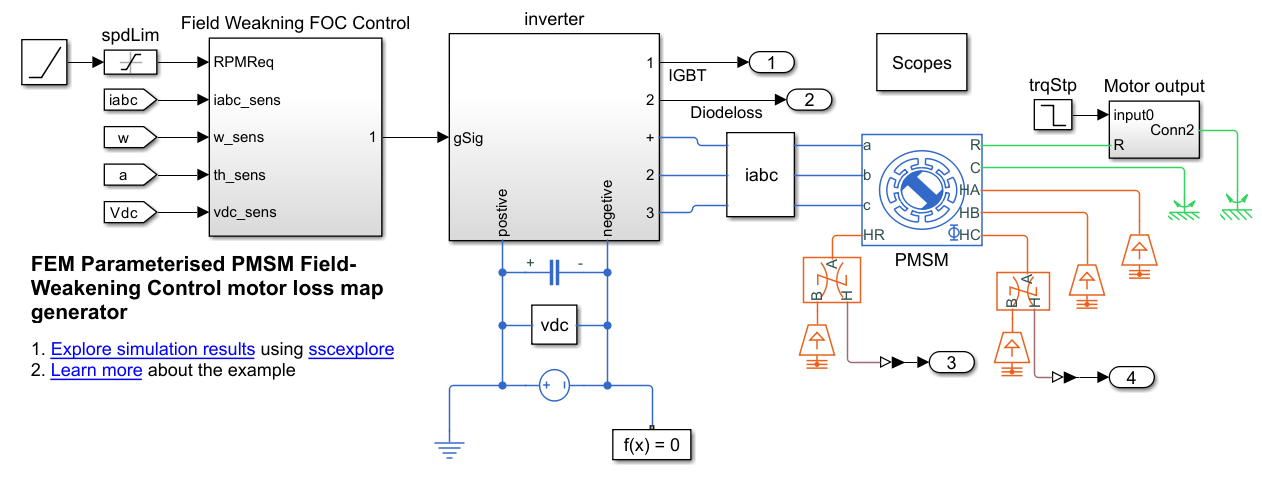 Field Weakning FOC Control
spdLim
RPMReq
iabc
iabc_sens
w
w_sens
a
th_sens
Vdc
vdc_sens
1
inverter
gSig
1
IGBT
1
2
Diodeloss
2
+
2
3
postive
negetive
iabc
Scopes
trqStp
Motor output
input0
Conn2
R
a
b
c
HR
R
C
HA
HB
HC
Φ
PMSM
A
B
H
3
A
B
H
4
+
-
vdc
+
f(x) = 0
FEM Parameterised PMSM Field-
Weakening Control motor loss map
generator
1. Explore simulation results using sscexplore
2. Learn more about the example